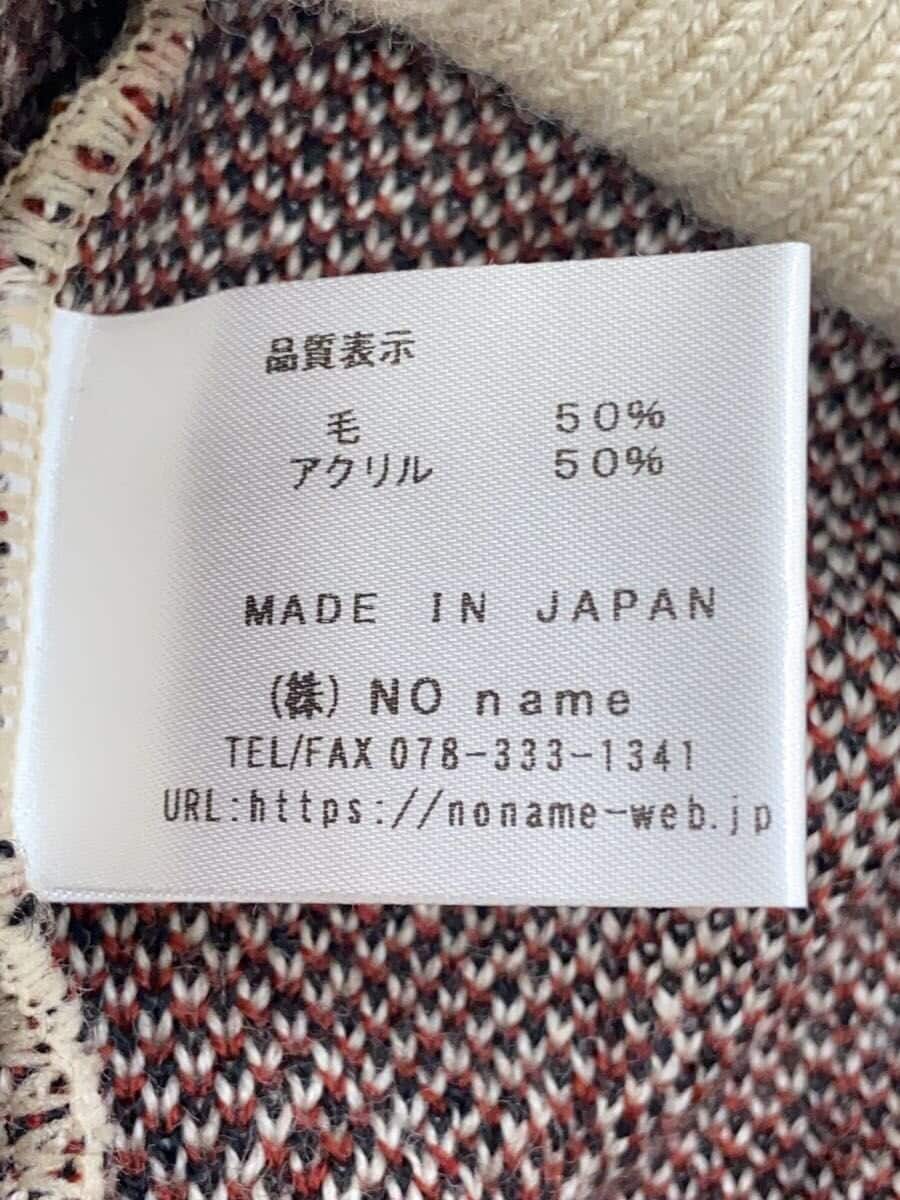 品質表示
毛 50%
アクリル 50%
MADE IN JAPAN
(株) NO name
TEL/FAX 078-333-1341
URL:https://noname-web.jp